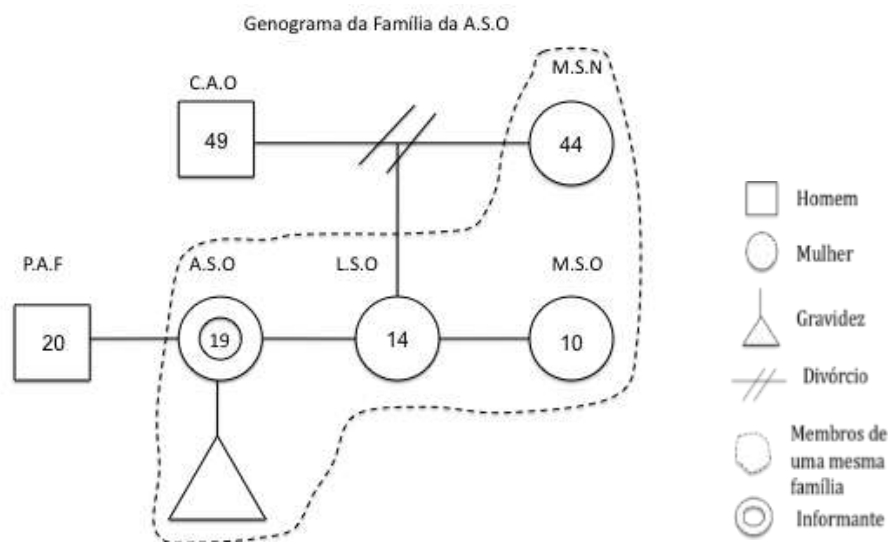 Genograma da Família da A.S.O
M.S.N
C.A.O
49
44
P.A.F
A.S.O
L.S.O
M.S.O
20
19
14
10
Homem
Mulher
Gravidez
Divórcio
Membros de
uma mesma
família
Informante